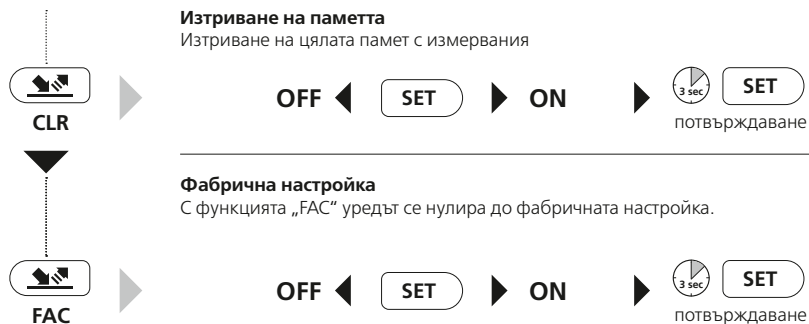 Изтриване на паметта
Изтриване на цялата памет с измервания
CLR
OFF SET ON 3 sec SET
потвърждаване
Фабрична настройка
С функцията „FAC“ уредът се нулира до фабричната настройка.
FAC
OFF SET ON 3 sec SET
потвърждаване